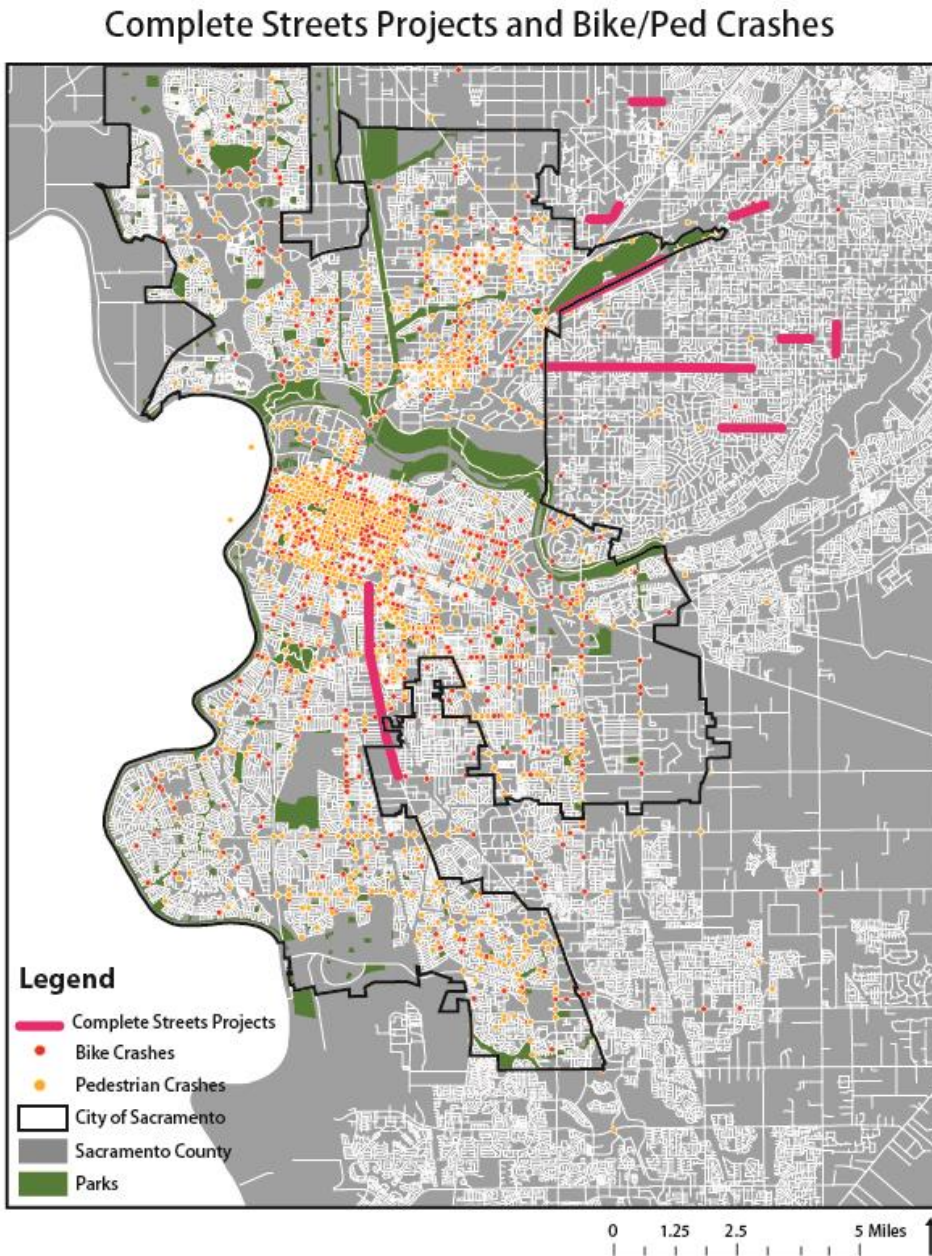 Complete Streets Projects and Bike/Ped Crashes
Legend
Complete Streets Projects
Bike Crashes
Pedestrian Crashes
City of Sacramento
Sacramento County
Parks
0 1.25 2.5 5 Miles